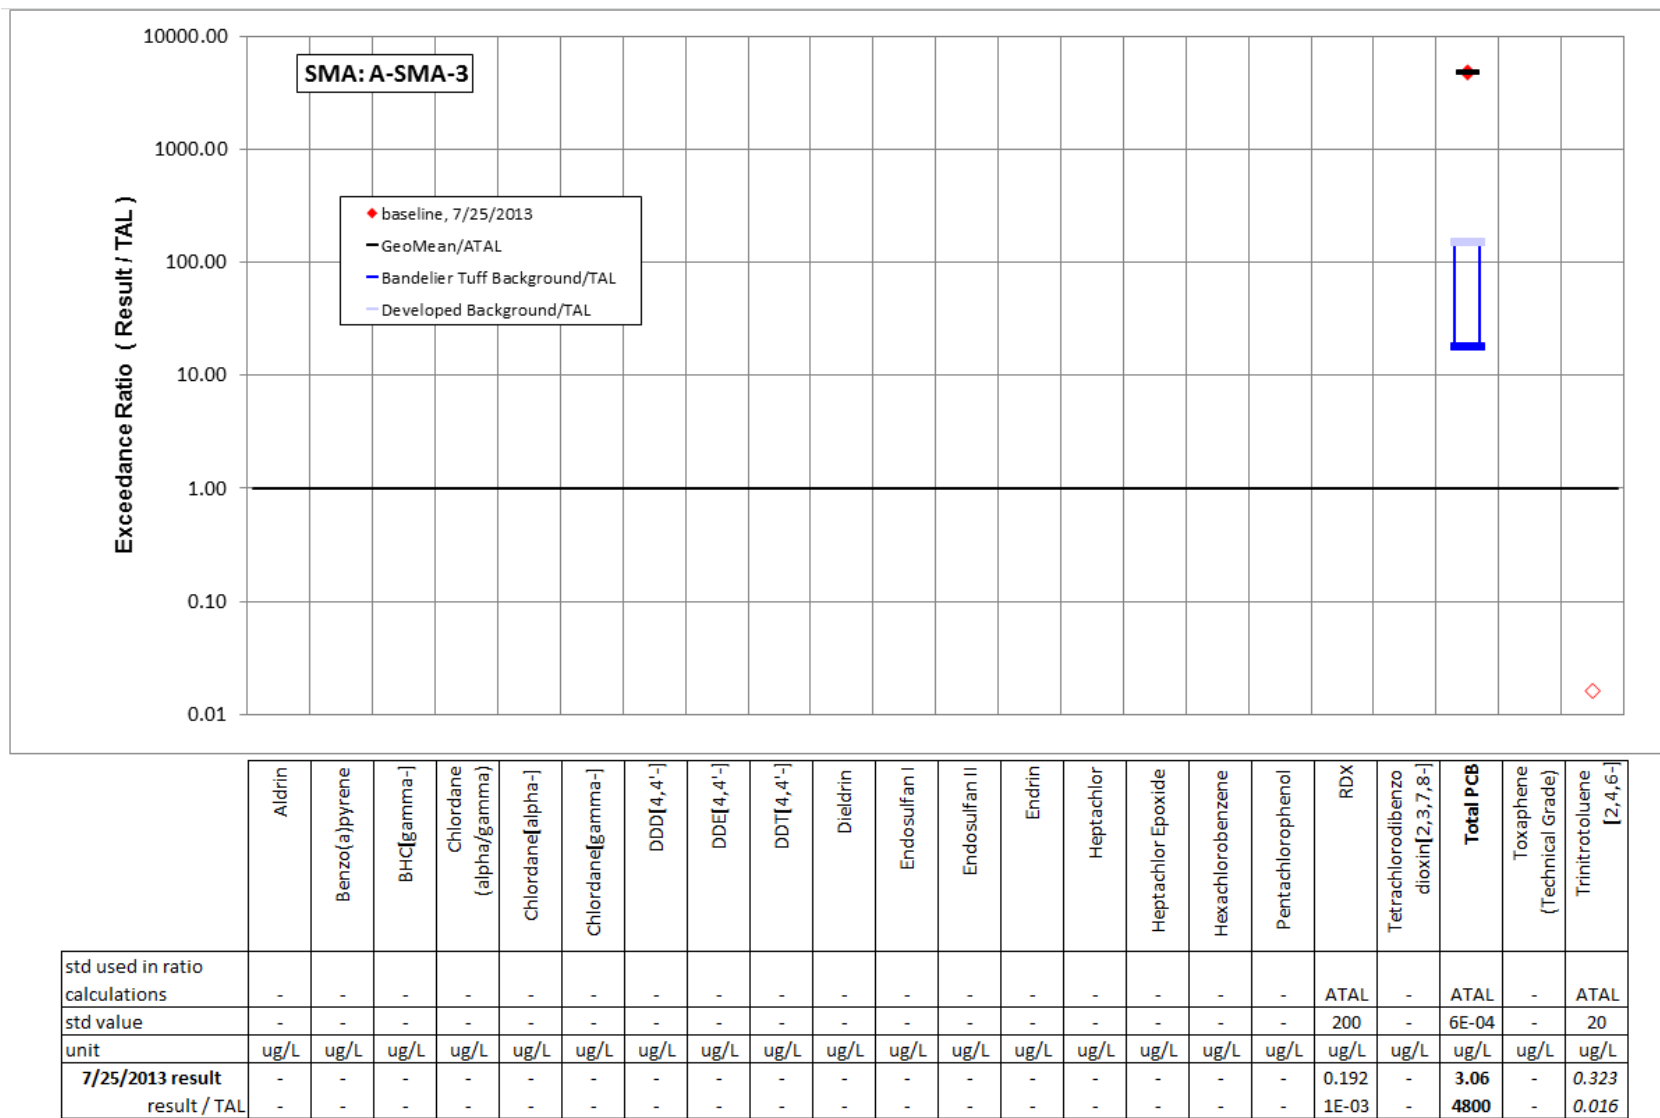 10000.00
SMA: A-SMA-3
1000.00
100.00
10.00
1.00
0.10
0.01
Exceedance Ratio ( Result / TAL )
baseline, 7/25/2013
GeoMean/ATAL
Bandelier Tuff Background/TAL
Developed Background/TAL
Aldrin
Benzo(a)pyrene
BHC[gamma-]
Chlordane
(alpha/gamma)
Chlordane[alpha-]
Chlordane[gamma-]
DDD[4,4'-]
DDE[4,4'-]
DDT[4,4'-]
Dieldrin
Endosulfan I
Endosulfan II
Endrin
Heptachlor
Heptachlor Epoxide
Hexachlorobenzene
Pentachlorophenol
RDX
Tetrachlorodibenzo
dioxin[2,3,7,8-]
Total PCB
Toxaphene
(Technical Grade)
Trinitrotoluene
[2,4,6-]
std used in ratio
calculations - - - - - - - - - - - - - - - - - ATAL - ATAL - ATAL
std value - - - - - - - - - - - - - - - - - 200 - 6E-04 - 20
unit ug/L ug/L ug/L ug/L ug/L ug/L ug/L ug/L ug/L ug/L ug/L ug/L ug/L ug/L ug/L ug/L ug/L ug/L ug/L ug/L ug/L ug/L
7/25/2013 result - - - - - - - - - - - - - - - - - 0.192 - 3.06 - 0.323
result / TAL - - - - - - - - - - - - - - - - - 1E-03 - 4800 - 0.016